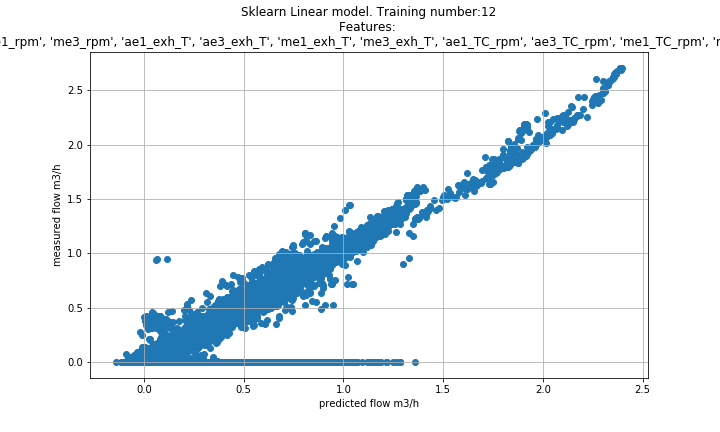 Sklearn Linear model. Training number:12
Features:
1_rpm', 'me3_rpm', 'ae1_exh_T', 'ae3_exh_T', 'me1_exh_T', 'me3_exh_T', 'ae1_TC_rpm', 'ae3_TC_rpm', 'me1_TC_rpm',
measured flow m3/h
2.5
2.0
1.5
1.0
0.5
0.0
0.0 0.5 1.0 1.5 2.0 2.5
predicted flow m3/h